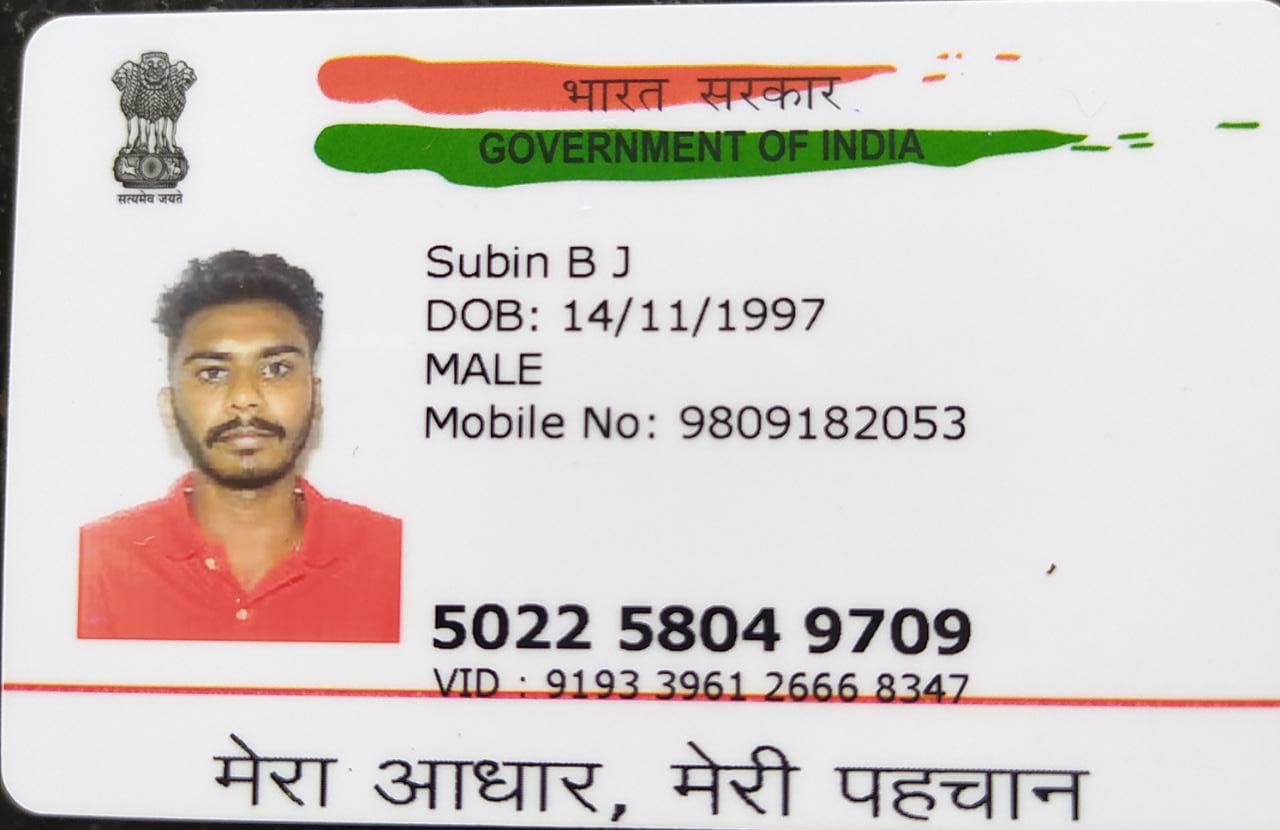 सत्यमेव जयते
भारत सरकार
GOVERNMENT OF INDIA
Subin B J
DOB: 14/11/1997
MALE
Mobile No: 9809182053
5022 5804 9709
VID : 9193 3961 2666 8347
मेरा आधार, मेरी पहचान